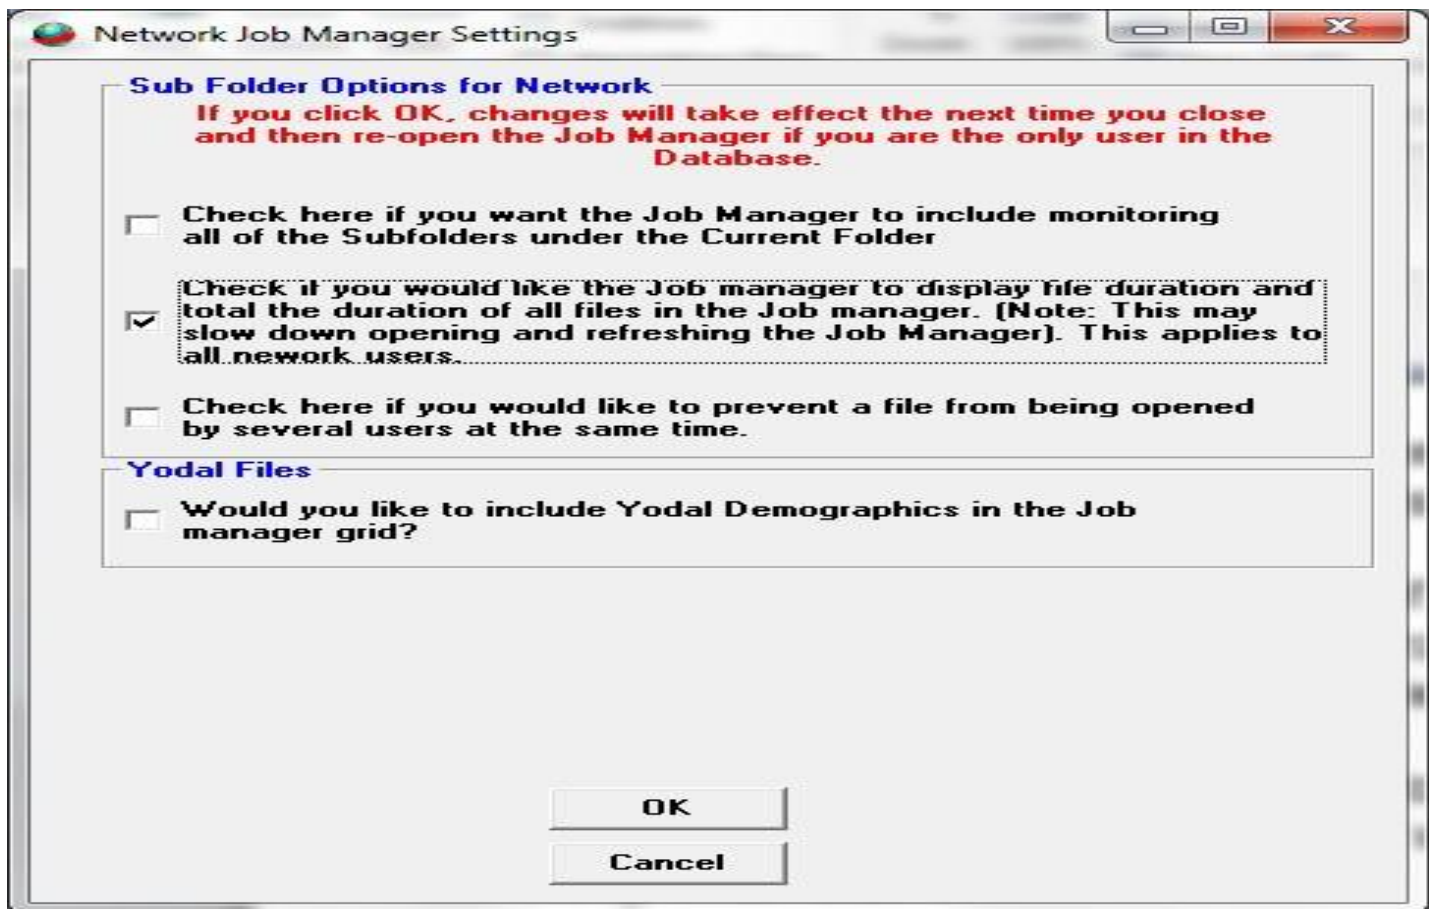 Network Job Manager Settings
Sub Folder Options for Network
If you click OK, changes will take effect the next time you close
and then re-open the Job Manager if you are the only user in the
Database.
Check here if you want the Job Manager to include monitoring
all of the Subfolders under the Current Folder
Check if you would like the Job manager to display file duration and
total the duration of all files in the Job manager. (Note: This may
slow down opening and refreshing the Job Manager). This applies to
all nework users.
Check here if you would like to prevent a file from being opened
by several users at the same time.
Yodal Files
Would you like to include Yodal Demographics in the Job
manager grid?
OK
Cancel